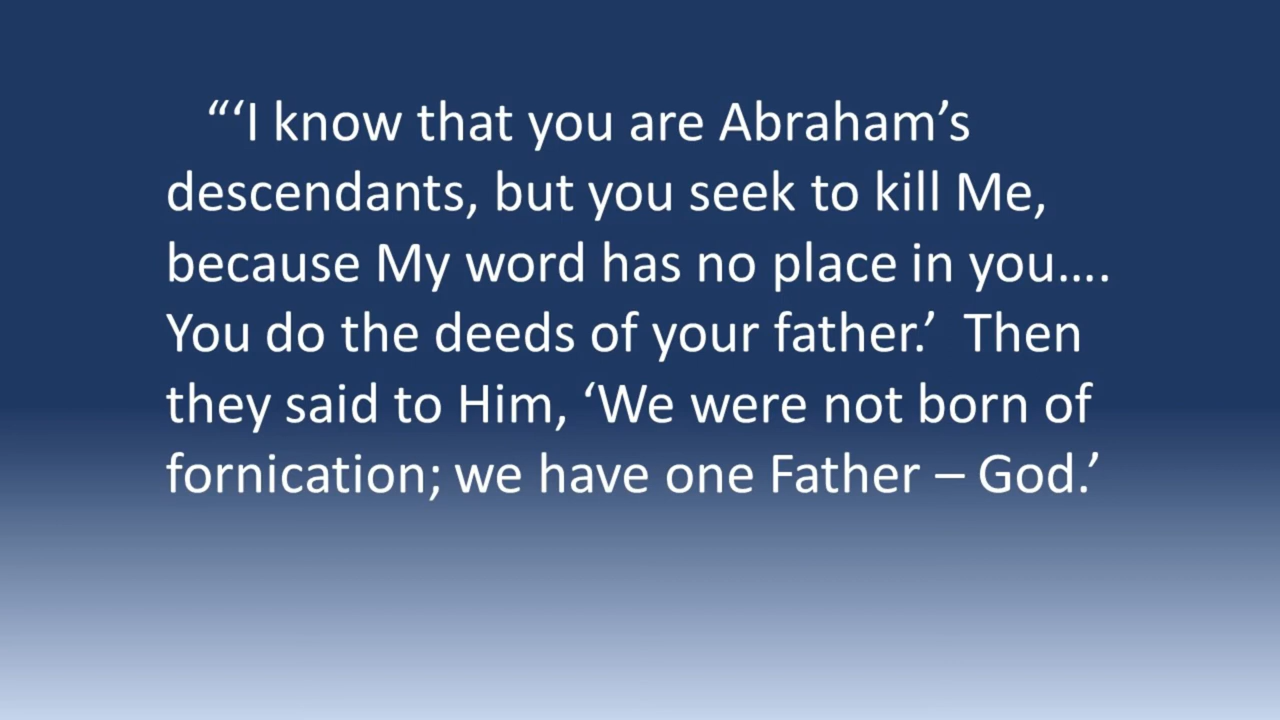 “‘I know that you are Abraham’s
descendants, but you seek to kill Me,
because My word has no place in you….
You do the deeds of your father.’  Then
they said to Him, ‘We were not born of
fornication; we have one Father – God.’